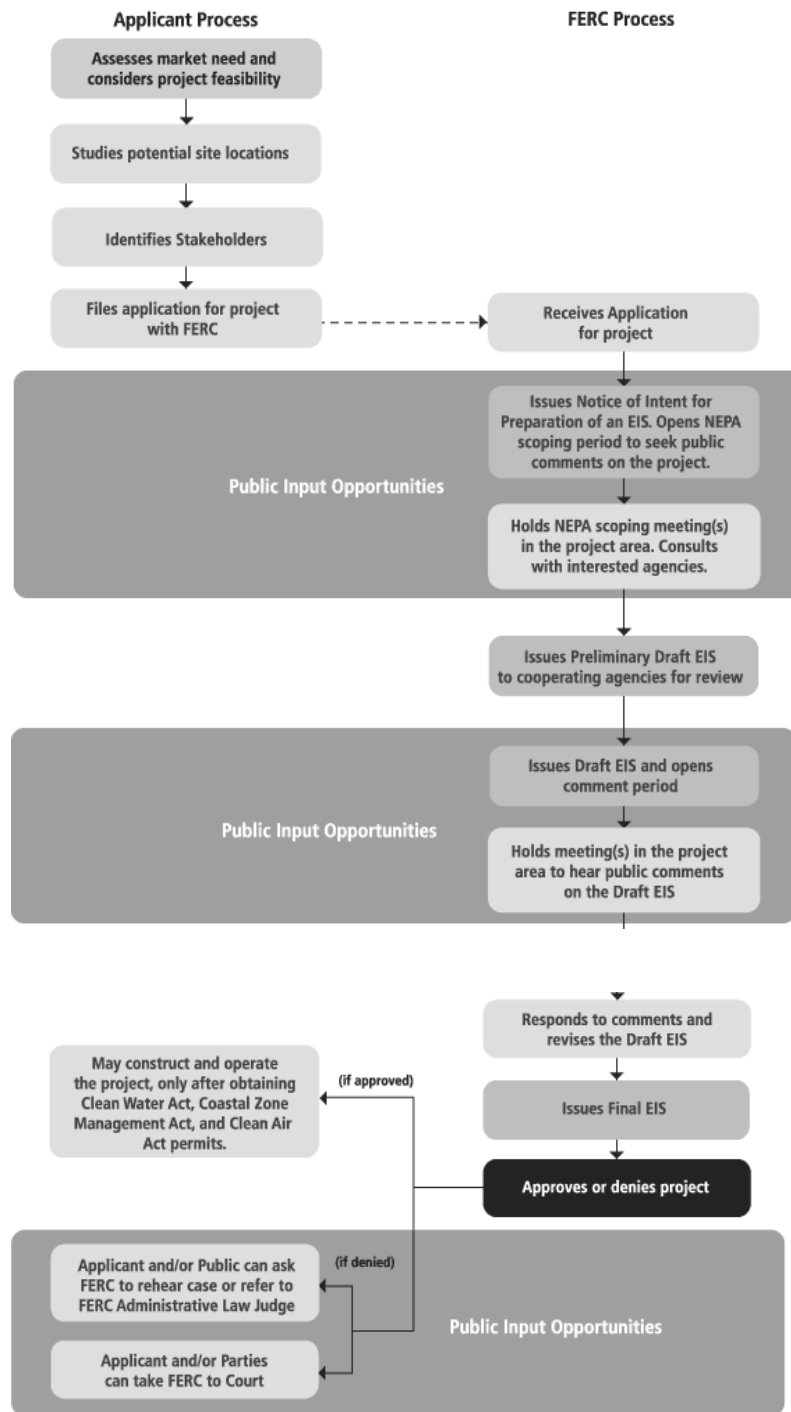 Applicant Process
FERC Process
Assesses market need and
considers project feasibility
Studies potential site locations
Identifies Stakeholders
Files application for project
with FERC
Receives Application
for project
Issues Notice of Intent for
Preparation of an EIS. Opens NEPA
scoping period to seek public
comments on the project.
Public Input Opportunities
Holds NEPA scoping meeting(s)
in the project area. Consults
with interested agencies.
Issues Preliminary Draft EIS
to cooperating agencies for review
Issues Draft EIS and opens
comment period
Public Input Opportunities
Holds meeting(s) in the project
area to hear public comments
on the Draft EIS
Responds to comments and
revises the Draft EIS
May construct and operate
the project, only after obtaining
Clean Water Act, Coastal Zone
Management Act, and Clean Air
Act permits.
(if approved)
Issues Final EIS
Approves or denies project
Applicant and/or Public can ask
FERC to rehear case or refer to
FERC Administrative Law Judge
(if denied)
Public Input Opportunities
Applicant and/or Parties
can take FERC to Court